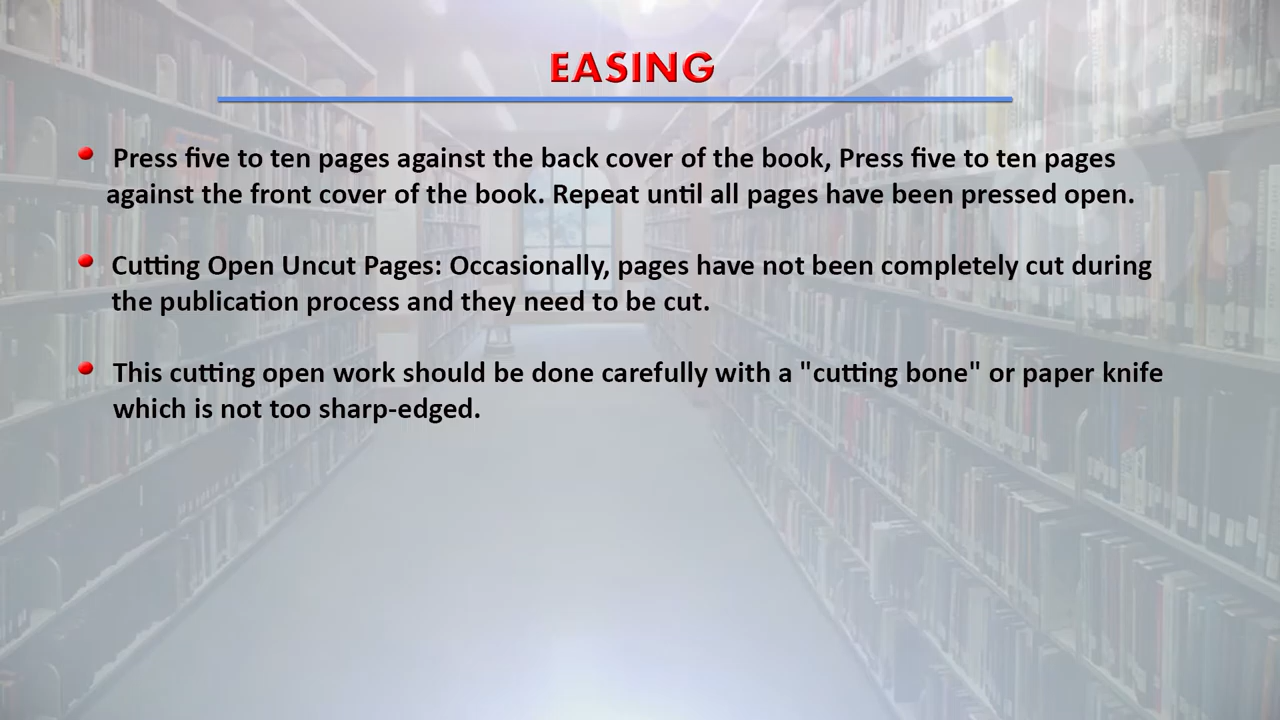 EASING
Press five to ten pages against the back cover of the book, Press five to ten pages
against the front cover of the book. Repeat until all pages have been pressed open.
Cutting Open Uncut Pages: Occasionally, pages have not been completely cut during
the publication process and they need to be cut.
This cutting open work should be done carefully with a "cutting bone" or paper knife
which is not too sharp-edged.